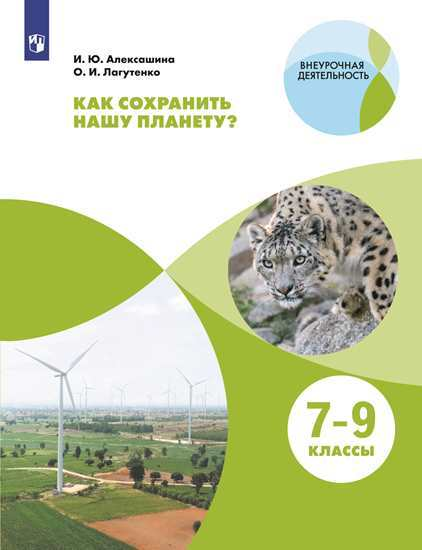 И. Ю. Алексашина
О. И. Лагутенко
КАК СОХРАНИТЬ
НАШУ ПЛАНЕТУ?
ВНЕУРОЧНАЯ
ДЕЯТЕЛЬНОСТЬ
7–9
КЛАССЫ